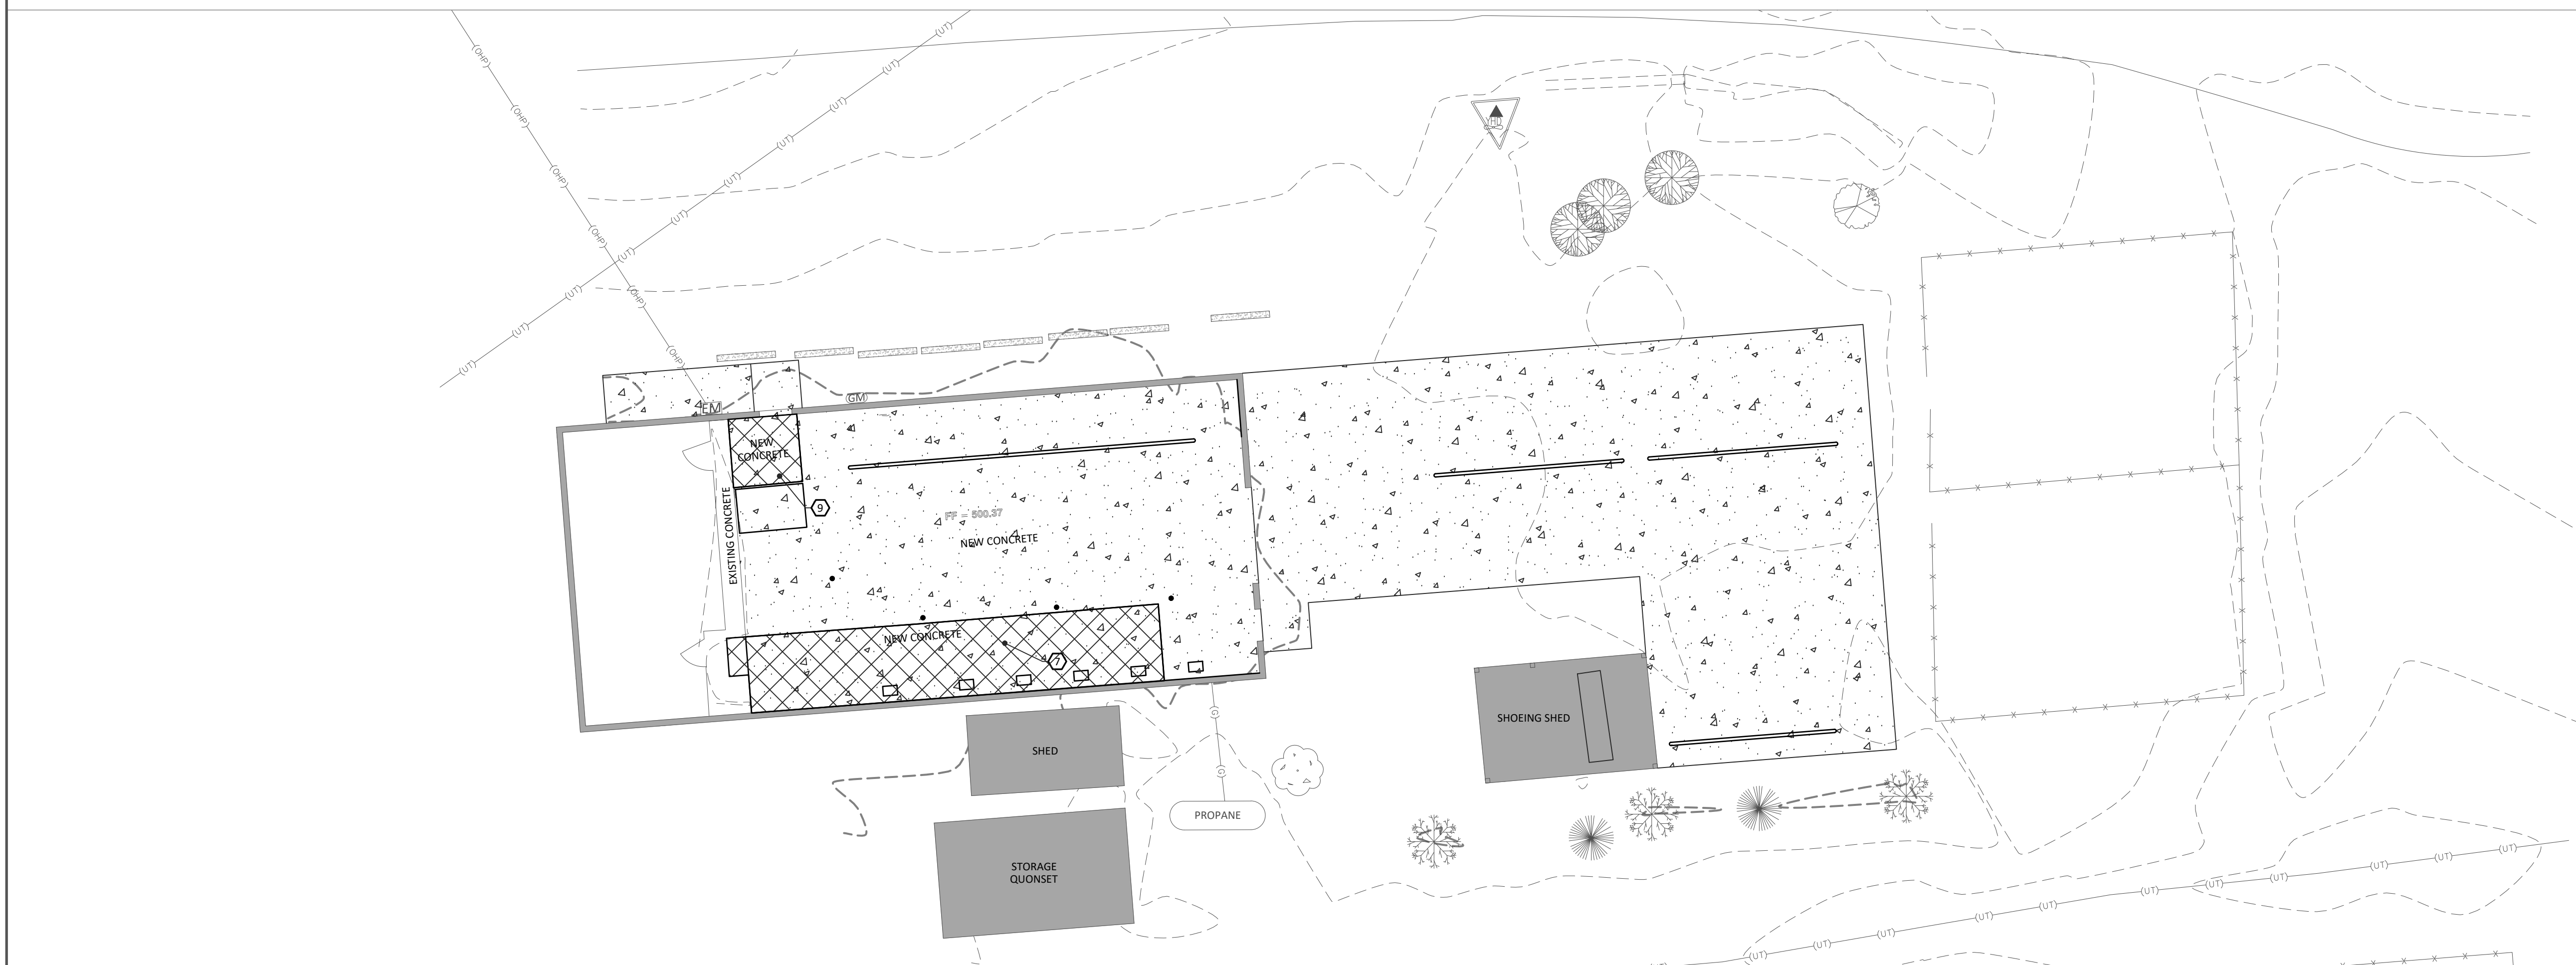 (OHP)
(OHP)
(OHP)
(OHP)
(OHP)
(OHP)
(UT)
(UT)
(UT)
(UT)
(UT)
(UT)
(UT)
(UT)
(UT)
(UT)
YHD
EM
(GM)
NEW
CONCRETE
EXISTING CONCRETE
9
FF = 500.37
NEW CONCRETE
NEW CONCRETE
7
SHOEING SHED
SHED
(G)
(G)
PROPANE
STORAGE
QUONSET
(UT)
(UT)
(UT)
(UT)
(UT)
(UT)
(UT)
(UT)
(UT)
(UT)
(UT)